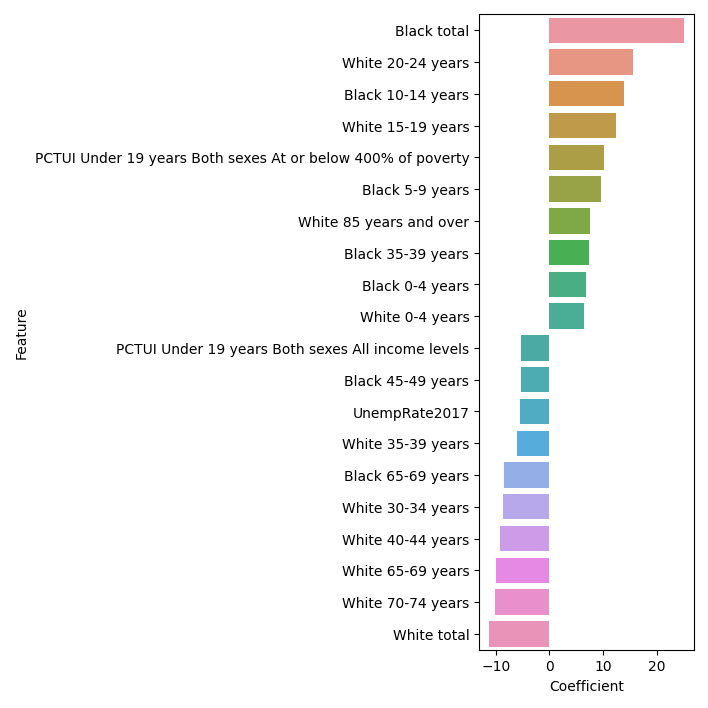 Black total
White 20-24 years
Black 10-14 years
White 15-19 years
PCTUI Under 19 years Both sexes At or below 400% of poverty
Black 5-9 years
White 85 years and over
Black 35-39 years
Black 0-4 years
White 0-4 years
PCTUI Under 19 years Both sexes All income levels
Black 45-49 years
UnempRate2017
White 35-39 years
Black 65-69 years
White 30-34 years
White 40-44 years
White 65-69 years
White 70-74 years
White total
Feature
−10 0 10 20
Coefficient